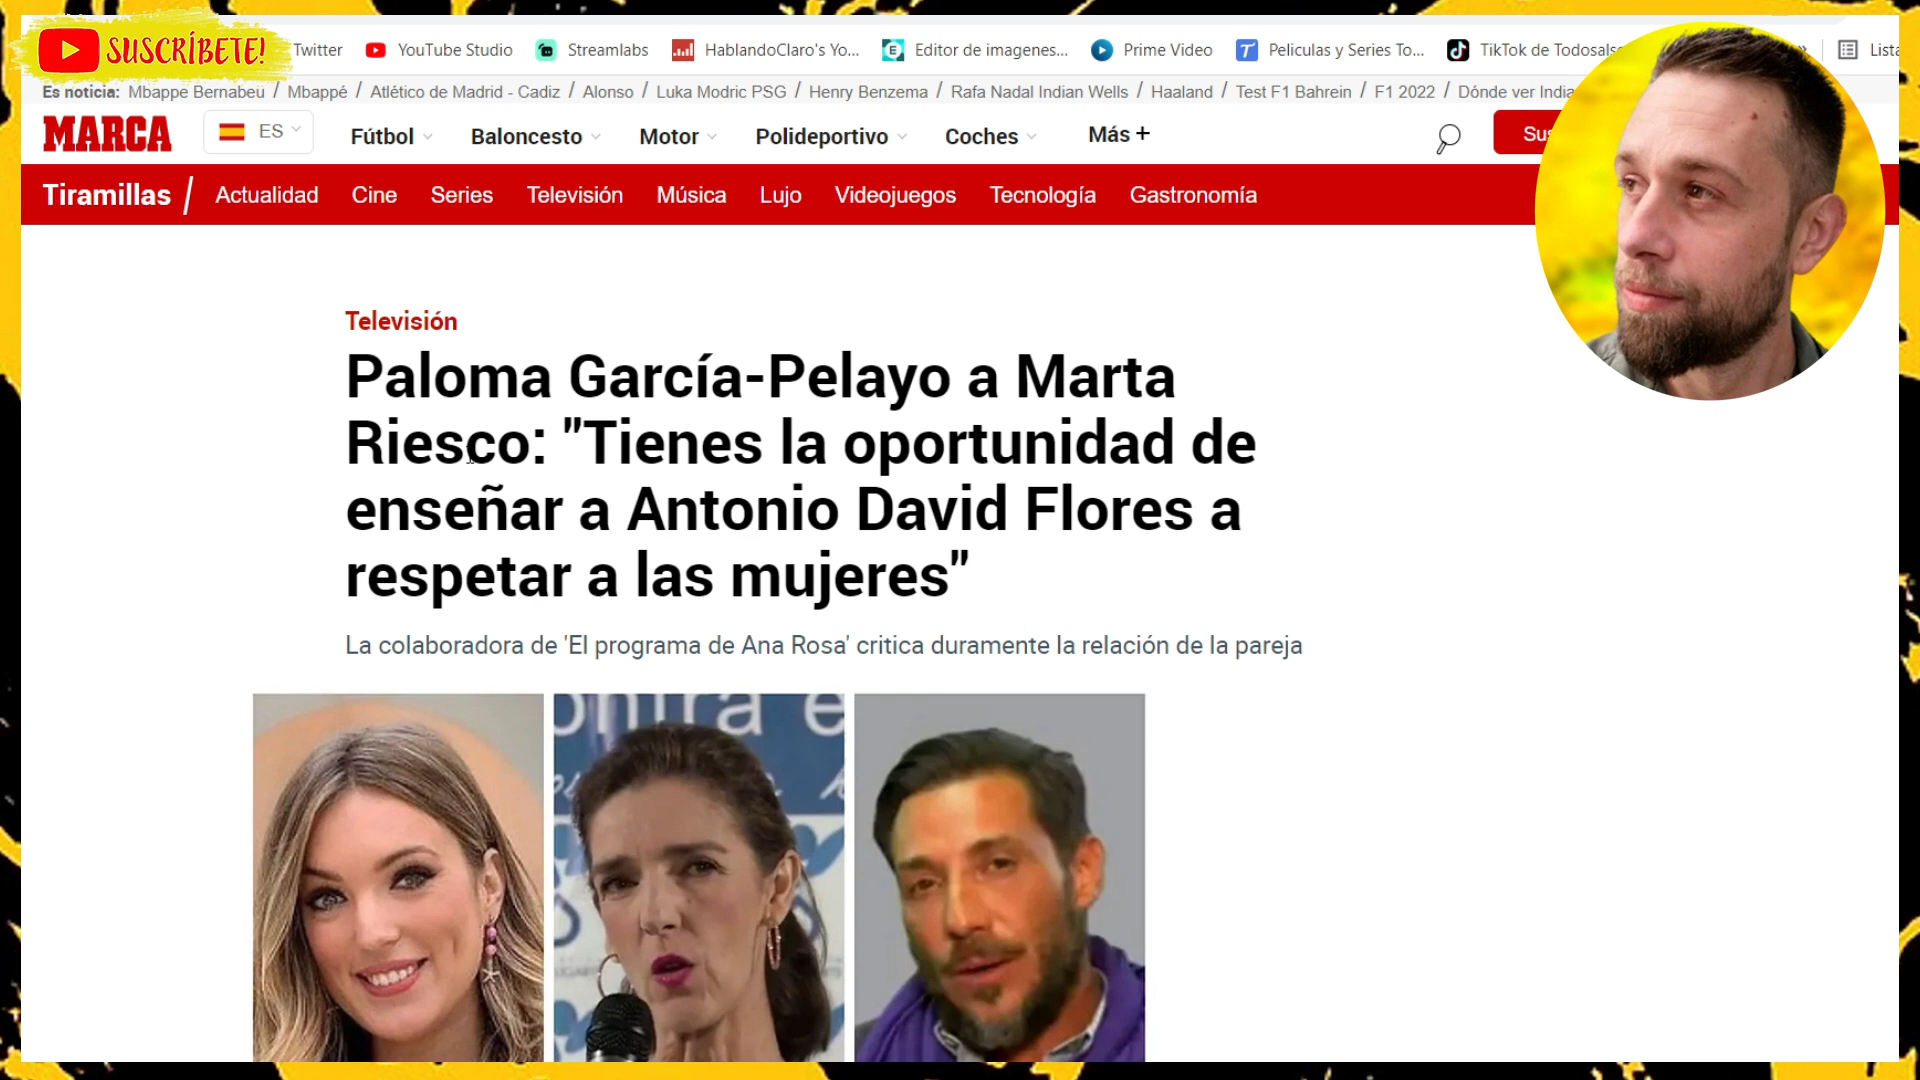 SUSCRÍBETE!
Twitter YouTube Studio Streamlabs HablandoClaro's Yo... Editor de imagenes... Prime Video Peliculas y Series To... TikTok de Todosals »
Es noticia: Mbappe Bernabeu / Mbappé / Atlético de Madrid - Cadiz / Alonso / Luka Modric PSG / Henry Benzema / Rafa Nadal Indian Wells / Haaland / Test F1 Bahrein / F1 2022 / Dónde ver India
MARCA ES Fútbol Baloncesto Motor Polideportivo Coches Más +
Tiramillas / Actualidad Cine Series Televisión Música Lujo Videojuegos Tecnología Gastronomía
Televisión
Paloma García-Pelayo a Marta
Riesco: "Tienes la oportunidad de
enseñar a Antonio David Flores a
respetar a las mujeres"
La colaboradora de 'El programa de Ana Rosa' critica duramente la relación de la pareja